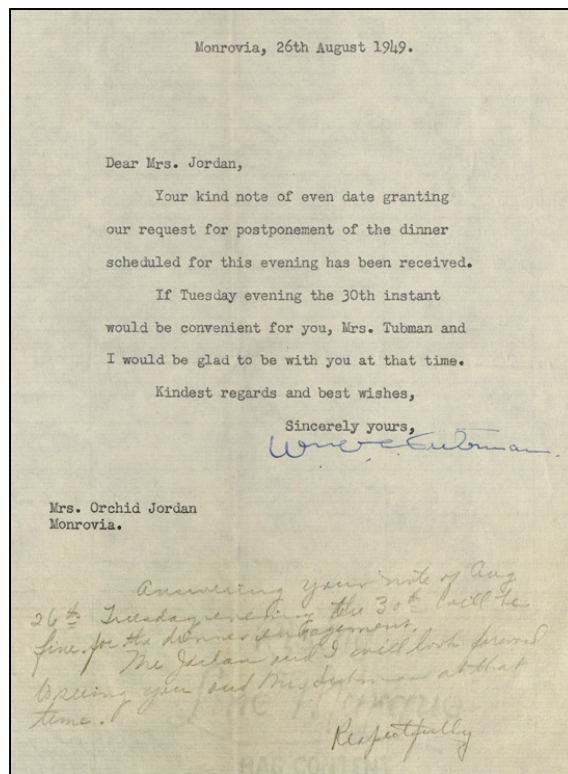 Monrovia, 26th August 1949.
Dear Mrs. Jordan,
Your kind note of even date granting
our request for postponement of the dinner
scheduled for this evening has been received.
If Tuesday evening the 30th instant
would be convenient for you, Mrs. Tubman and
I would be glad to be with you at that time.
Kindest regards and best wishes,
Sincerely yours,
Tubman.
Mrs. Orchid Jordan
Monrovia.
Answering your note of Aug
26th Tuesday evening the 30th will be
fine for the dinner engagement.
Mr Jordan and I will look forward
to seeing you and Mrs Tubman at that
time.
Respectfully
RAG CONTENT